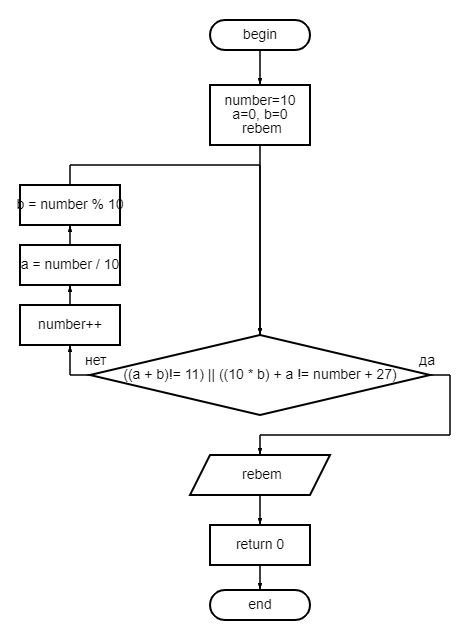 begin
number=10
a=0, b=0
rebem
b = number % 10
a = number / 10
number++
нет
да
((a + b)!= 11) || ((10 * b) + a != number + 27)
rebem
return 0
end